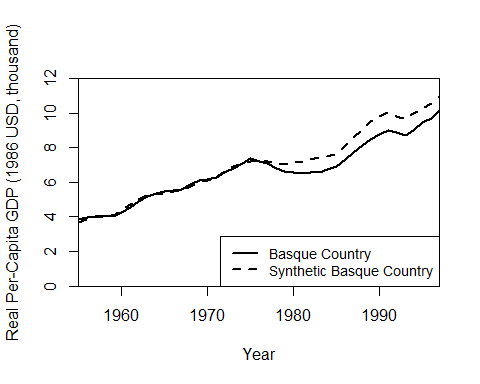 Real Per-Capita GDP (1986 USD, thousand)
12
10
8
6
4
2
0
Basque Country
Synthetic Basque Country
1960 1970 1980 1990
Year